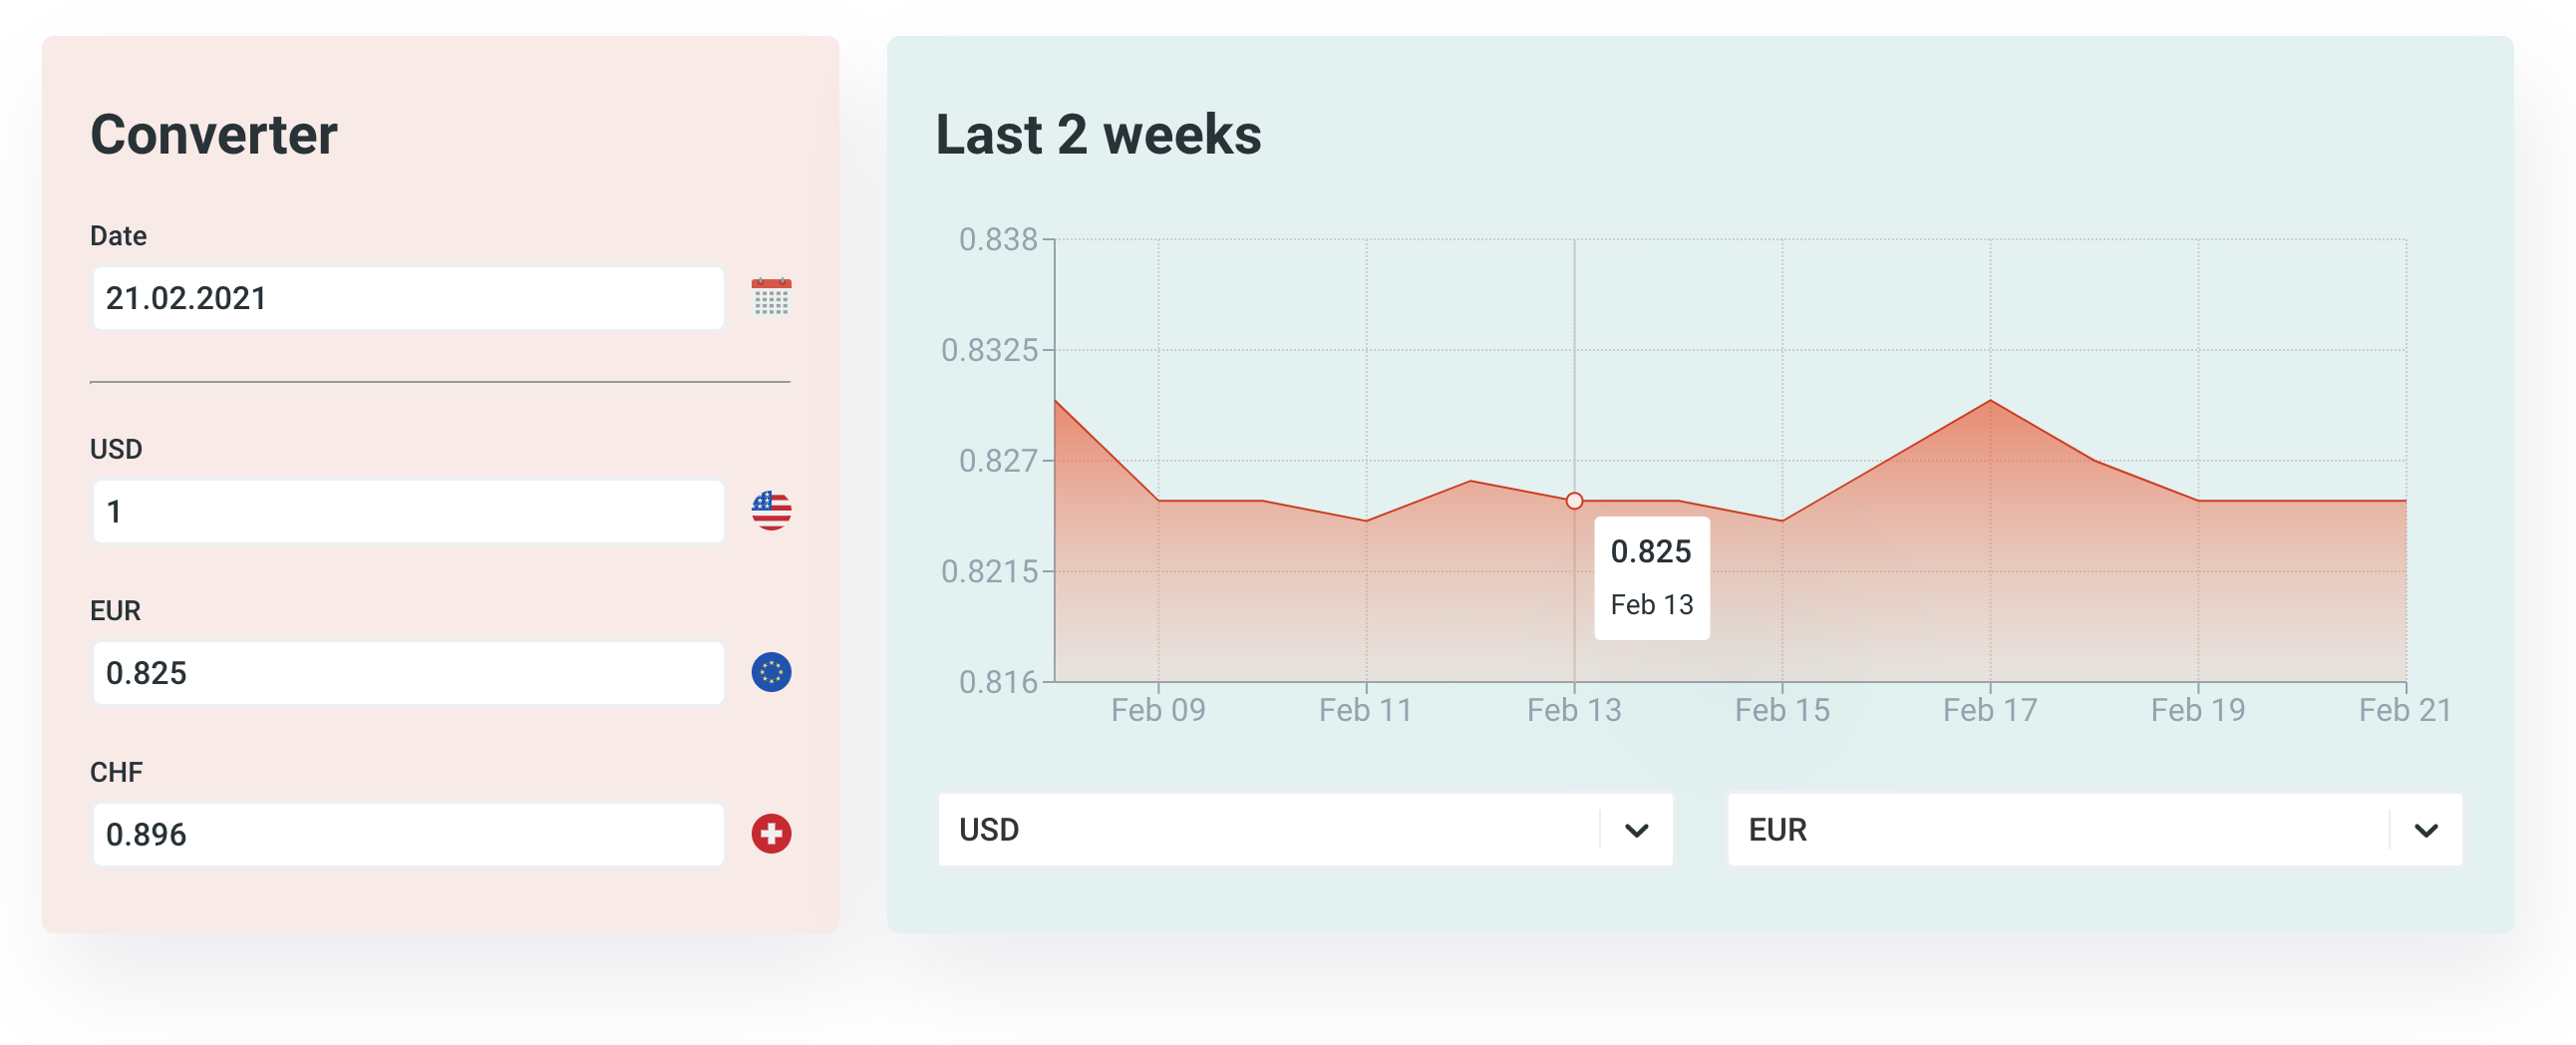 Converter
Date
21.02.2021
USD
1
EUR
0.825
CHF
0.896
Last 2 weeks
0.838
0.8325
0.827
0.8215
0.816
0.825
Feb 13
Feb 09 Feb 11 Feb 13 Feb 15 Feb 17 Feb 19 Feb 21
USD EUR